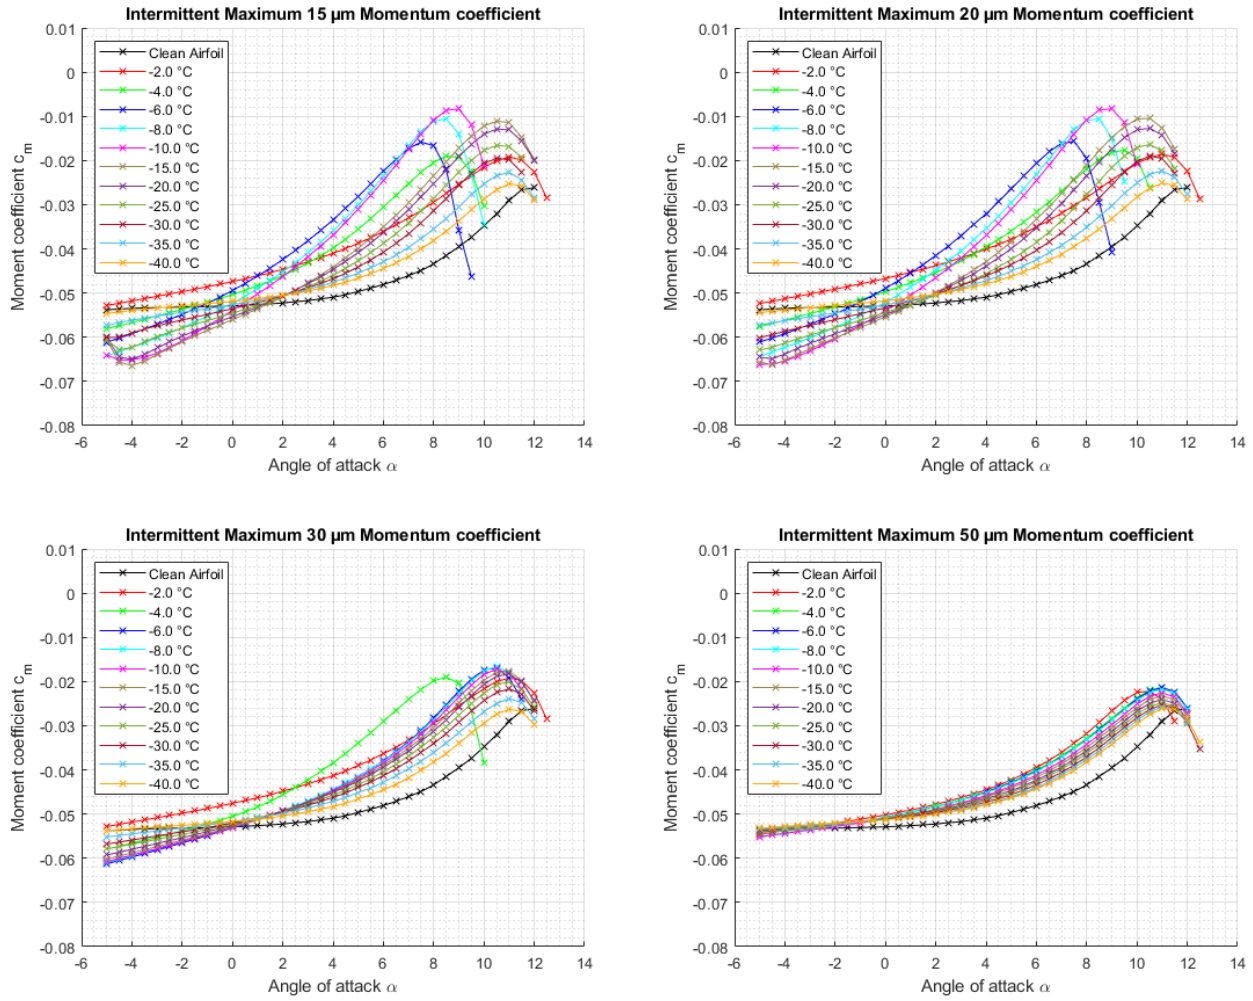 Intermittent Maximum 15 µm Momentum coefficient
0.01
0
-0.01
-0.02
-0.03
-0.04
-0.05
-0.06
-0.07
-0.08
Moment coefficient cm
Clean Airfoil
-2.0 °C
-4.0 °C
-6.0 °C
-8.0 °C
-10.0 °C
-15.0 °C
-20.0 °C
-25.0 °C
-30.0 °C
-35.0 °C
-40.0 °C
-6 -4 -2 0 2 4 6 8 10 12 14
Angle of attack α
Intermittent Maximum 20 µm Momentum coefficient
0.01
0
-0.01
-0.02
-0.03
-0.04
-0.05
-0.06
-0.07
-0.08
Moment coefficient cm
Clean Airfoil
-2.0 °C
-4.0 °C
-6.0 °C
-8.0 °C
-10.0 °C
-15.0 °C
-20.0 °C
-25.0 °C
-30.0 °C
-35.0 °C
-40.0 °C
-6 -4 -2 0 2 4 6 8 10 12 14
Angle of attack α
Intermittent Maximum 30 µm Momentum coefficient
0.01
0
-0.01
-0.02
-0.03
-0.04
-0.05
-0.06
-0.07
-0.08
Moment coefficient cm
Clean Airfoil
-2.0 °C
-4.0 °C
-6.0 °C
-8.0 °C
-10.0 °C
-15.0 °C
-20.0 °C
-25.0 °C
-30.0 °C
-35.0 °C
-40.0 °C
-6 -4 -2 0 2 4 6 8 10 12 14
Angle of attack α
Intermittent Maximum 50 µm Momentum coefficient
0.01
0
-0.01
-0.02
-0.03
-0.04
-0.05
-0.06
-0.07
-0.08
Moment coefficient cm
Clean Airfoil
-2.0 °C
-4.0 °C
-6.0 °C
-8.0 °C
-10.0 °C
-15.0 °C
-20.0 °C
-25.0 °C
-30.0 °C
-35.0 °C
-40.0 °C
-6 -4 -2 0 2 4 6 8 10 12 14
Angle of attack α